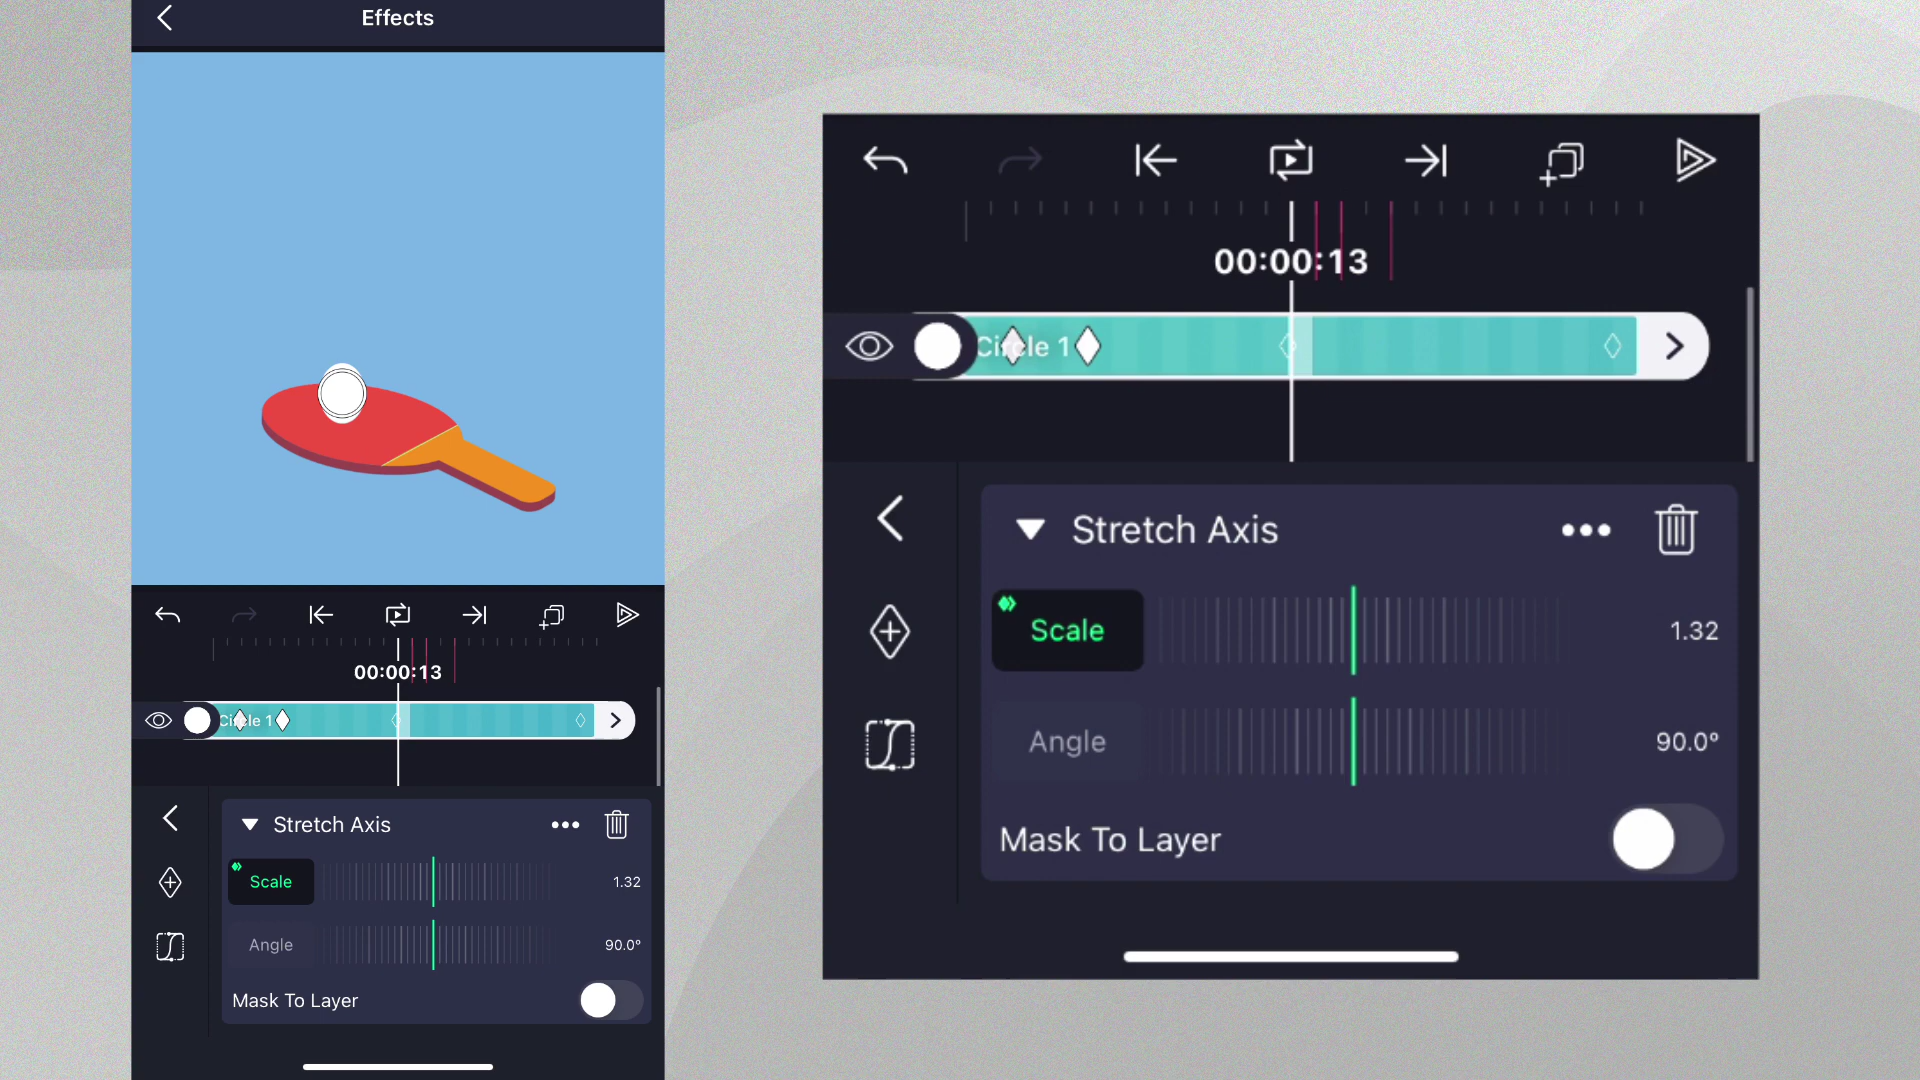 Effects
00:00:13
Circle 1
Stretch Axis
Scale
1.32
Angle
90.0°
Mask To Layer
00:00:13
Circle 1
Stretch Axis
Scale
1.32
Angle
90.0°
Mask To Layer